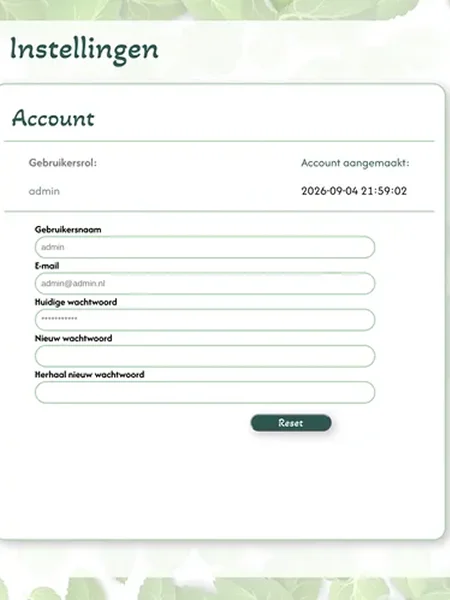 Instellingen
Account
Gebruikersrol:
Account aangemaakt:
admin
2026-09-04 21:59:02
Gebruikersnaam
admin
E-mail
admin@admin.nl
Huidige wachtwoord
***********
Nieuw wachtwoord
Herhaal nieuw wachtwoord
Reset